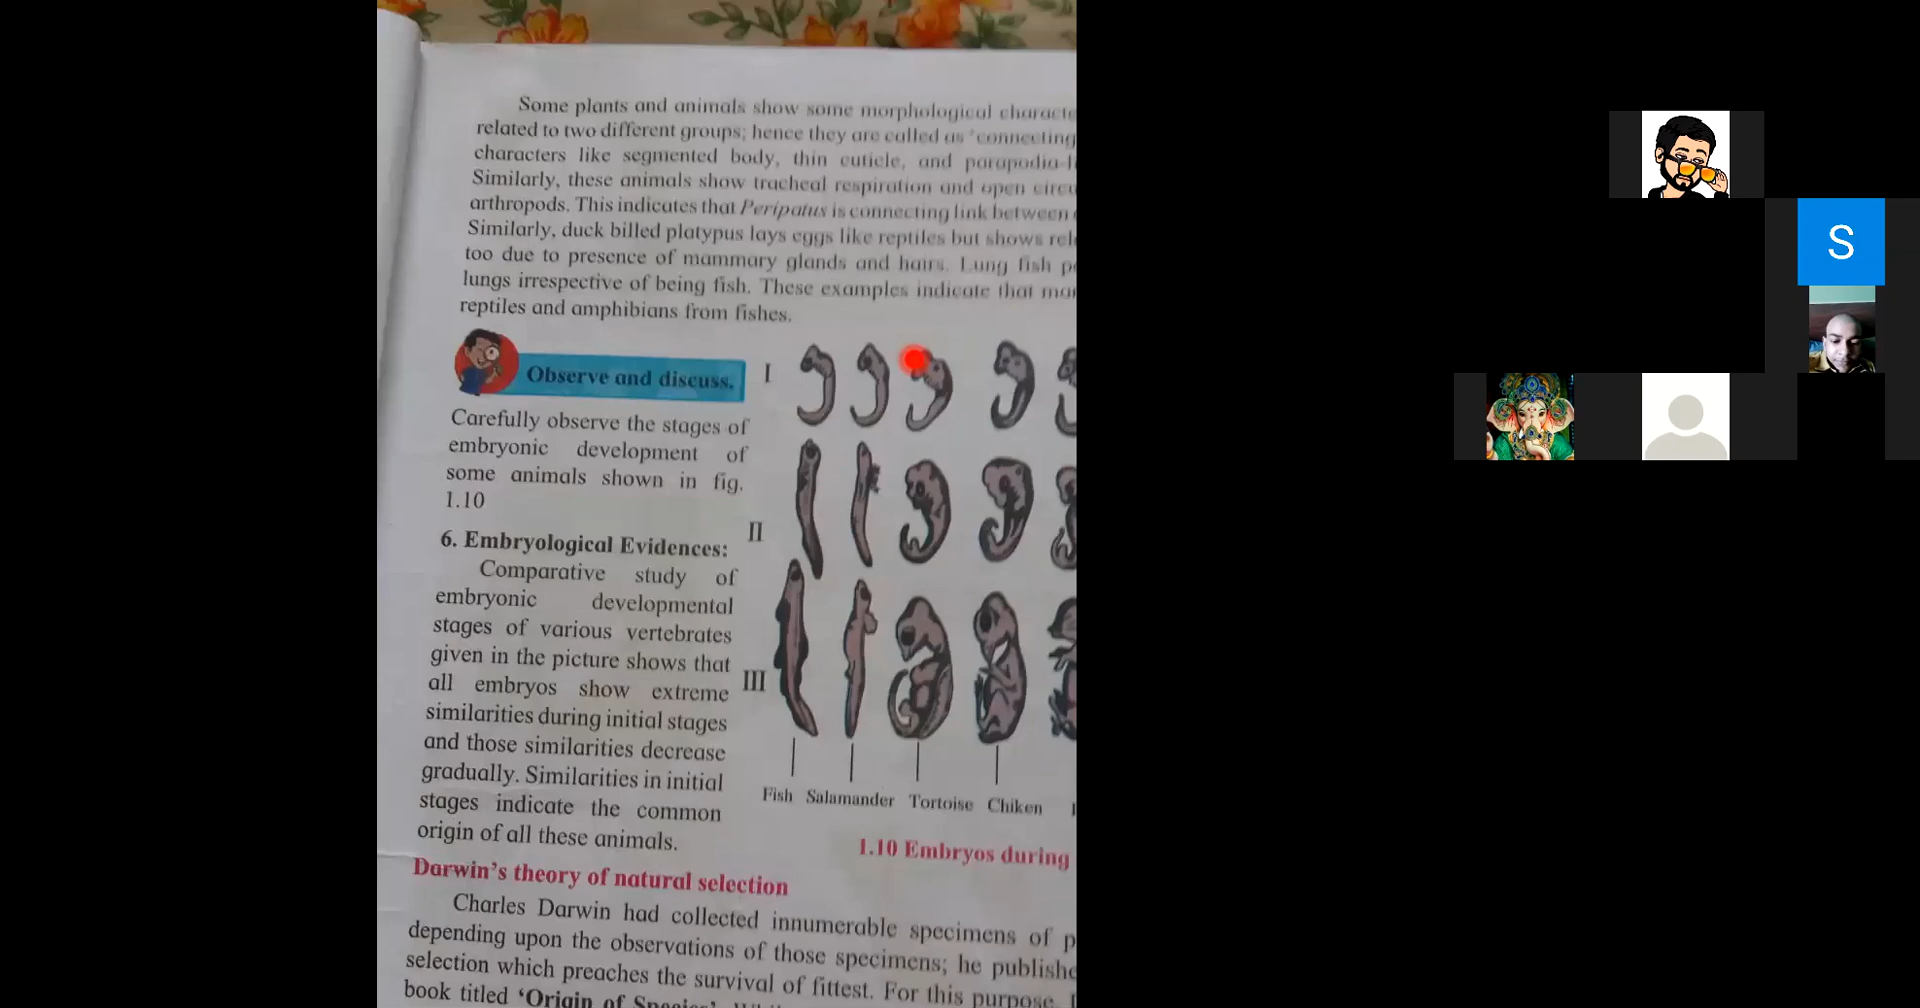 Some plants and animals show some morphological
related to two different groups; hence they are called as 'connecting
characters like segmented body, thin cuticle, and parapodia-
Similarly, these animals show tracheal respiration and open
arthropods. This indicates that Peripatus is connecting link between
Similarly, duck billed platypus lays eggs like reptiles but shows
too due to presence of mammary glands and hairs. Lung fish
lungs irrespective of being fish. These examples indicate that
reptiles and amphibians from fishes.
Observe and discuss.
Carefully observe the stages of
embryonic development of
some animals shown in fig.
1.10
6. Embryological Evidences:
Comparative study of
embryonic developmental
stages of various vertebrates
given in the picture shows that
all embryos show extreme
similarities during initial stages
and those similarities decrease
gradually. Similarities in initial
stages indicate the common
origin of all these animals.
I
II
III
Fish Salamander Tortoise Chiken
1.10 Embryos during
Darwin's theory of natural selection
Charles Darwin had collected innumerable specimens of p
depending upon the observations of those specimens; he publishe
selection which preaches the survival of fittest. For this purpose,
book titled 'Origin of Species'.
S